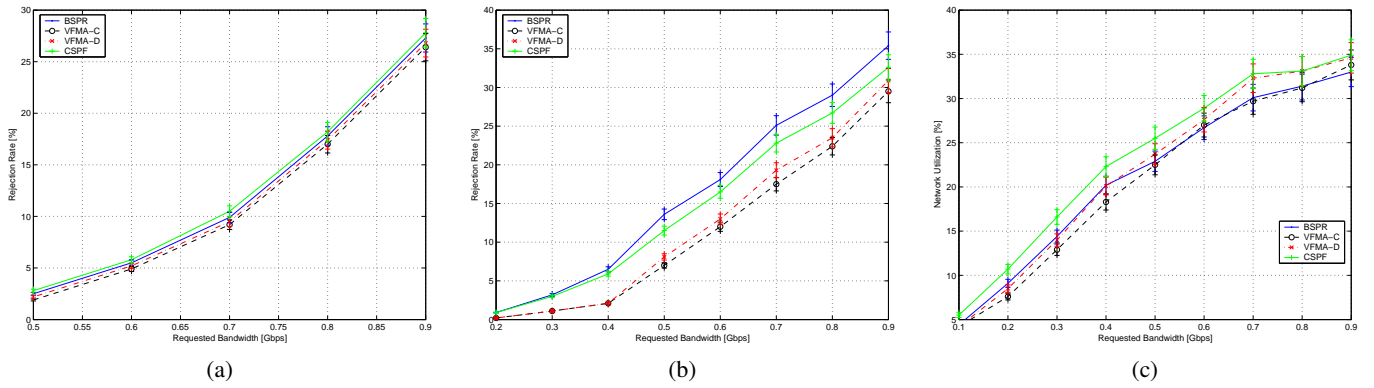 30
25
20
15
10
5
0
Rejection Rate [%]
BSPR
VFMA-C
VFMA-D
CSPF
0.5 0.55 0.6 0.65 0.7 0.75 0.8 0.85 0.9
Requested Bandwidth [Gbps]
(a)
40
35
30
25
20
15
10
5
0
Rejection Rate [%]
BSPR
VFMA-C
VFMA-D
CSPF
0.2 0.3 0.4 0.5 0.6 0.7 0.8 0.9
Requested Bandwidth [Gbps]
(b)
40
35
30
25
20
15
10
5
Network Utilization [%]
BSPR
VFMA-C
VFMA-D
CSPF
0.1 0.2 0.3 0.4 0.5 0.6 0.7 0.8 0.9
Requested Bandwidth [Gbps]
(c)